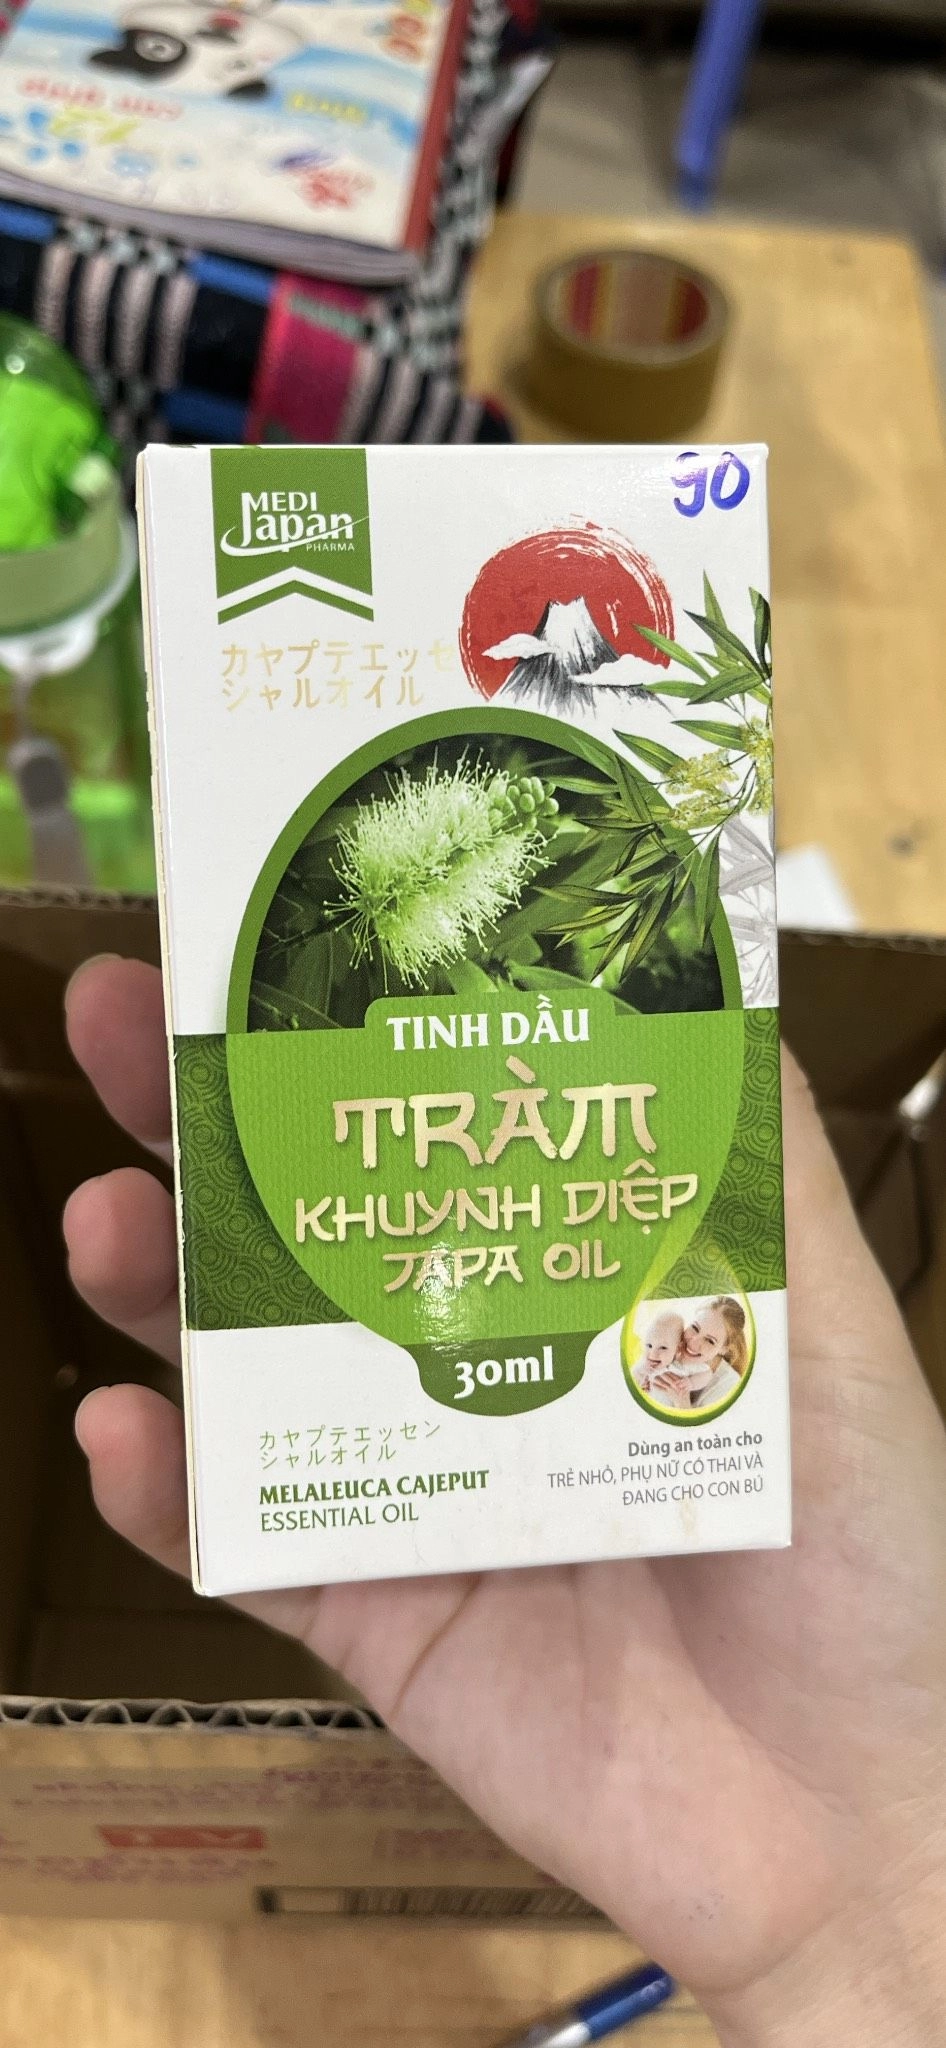 90
MEDI
Japan
PHARMA
カヤプテエッセ
シャルオイル
TINH DẦU
TRÀM
KHUYNH DIỆP
JAPA OIL
30ml
カヤプテエッセン
シャルオイル
MELALEUCA CAJEPUT
ESSENTIAL OIL
Dùng an toàn cho
TRẺ NHỎ, PHỤ NỮ CÓ THAI VÀ
ĐANG CHO CON BÚ